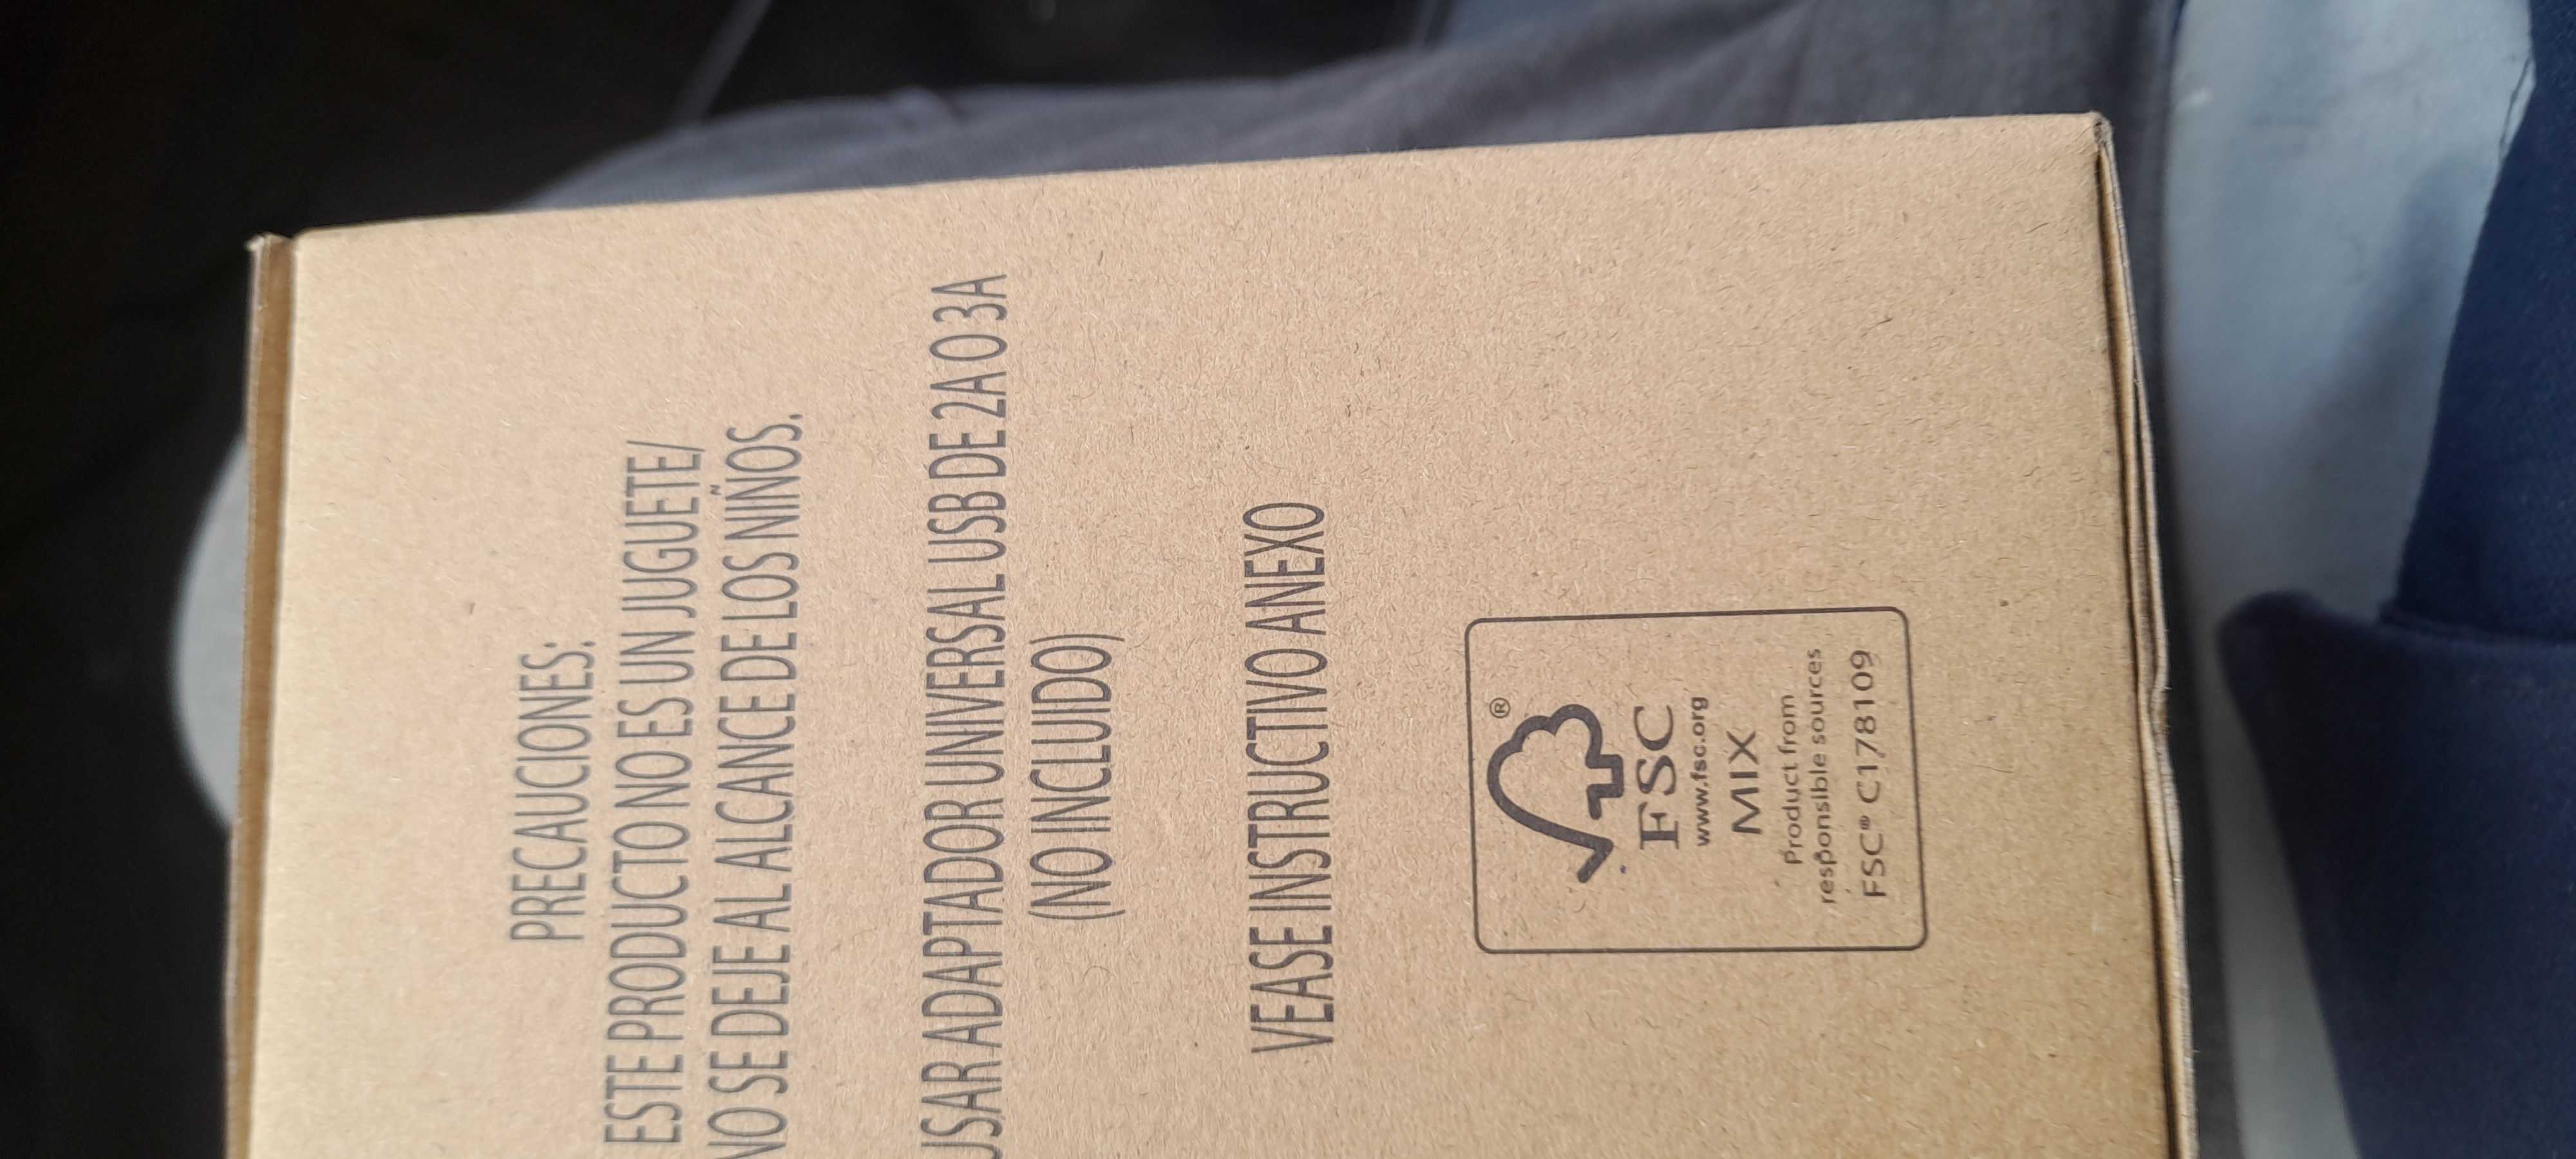 PRECAUCIONES:
ESTE PRODUCTO NO ES UN JUGUETE/
NO SE DEJE AL ALCANCE DE LOS NIÑOS.
USAR ADAPTADOR UNIVERSAL USB DE 2A O 3A
(NO INCLUIDO)
VEASE INSTRUCTIVO ANEXO
®
FSC
www.fsc.org
MIX
Product from
responsible sources
FSC® C178109